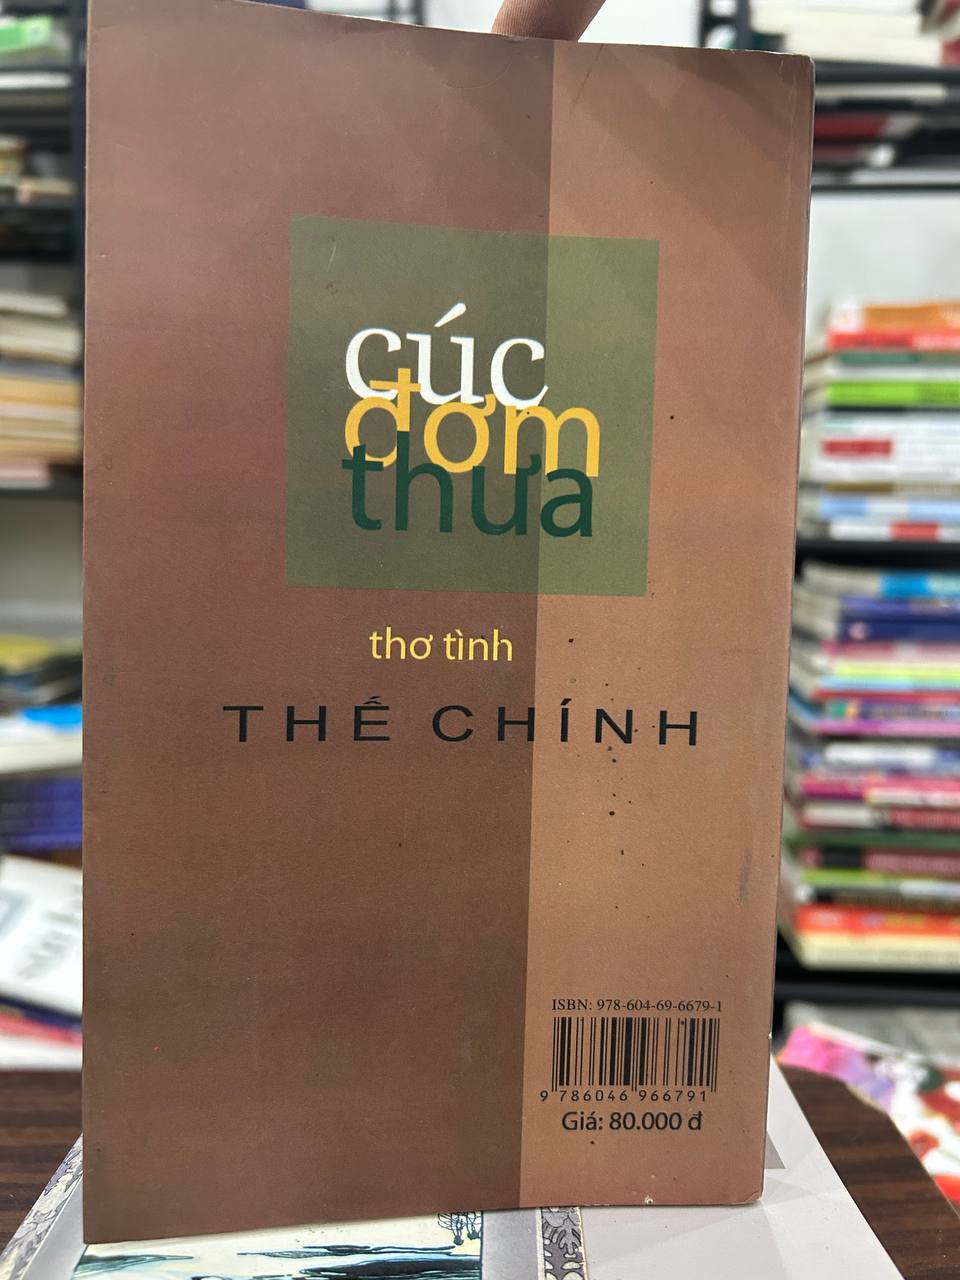 cúc
đơm
thưa
thơ tình
THẾ CHÍNH
ISBN: 978-604-69-6679-1
9 786046 966791
Giá: 80.000 đ